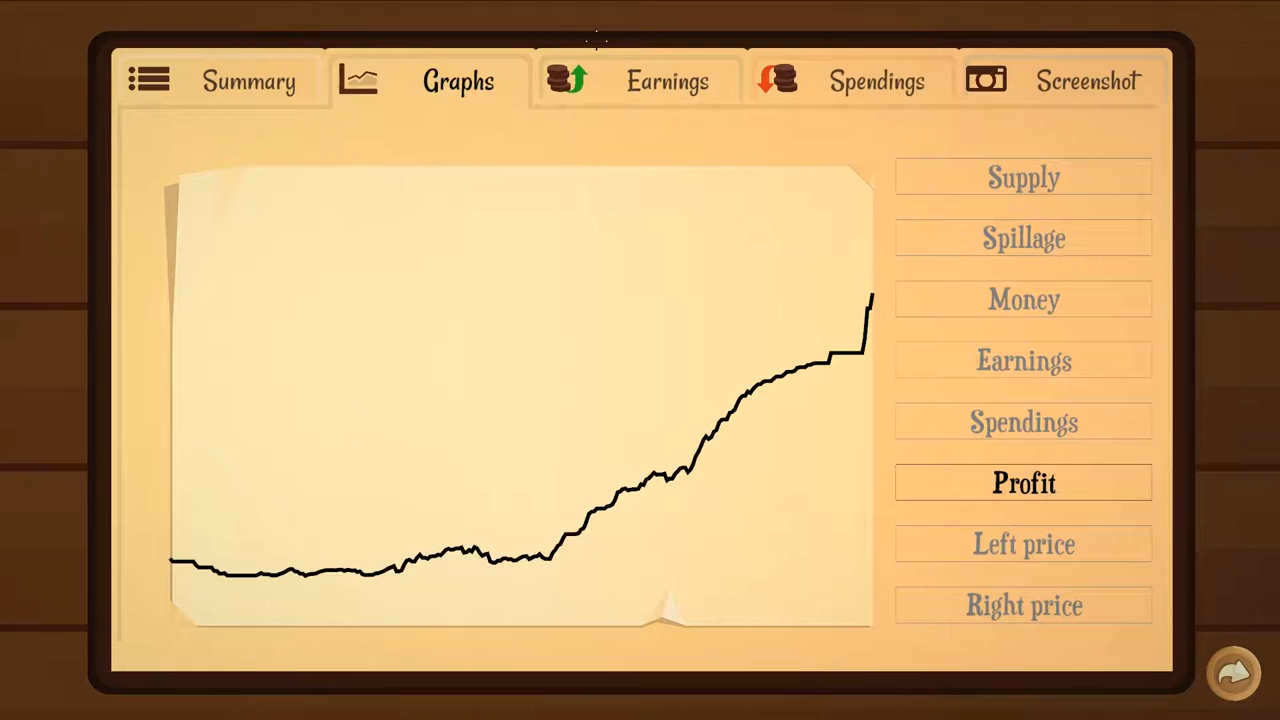 Summary
Graphs
Earnings
Spendings
Screenshot
Supply
Spillage
Money
Earnings
Spendings
Profit
Left price
Right price